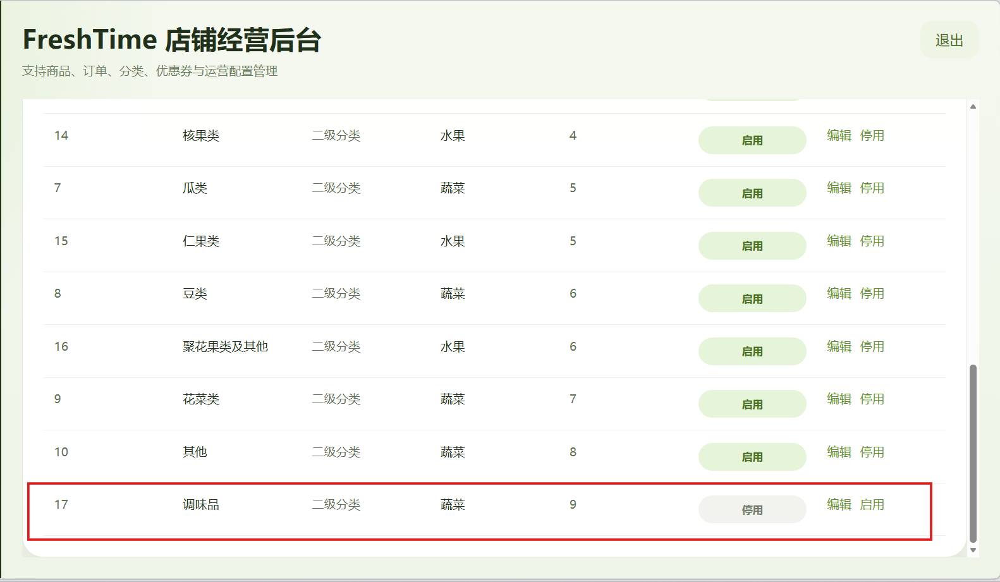 FreshTime 店铺经营后台
退出
支持商品、订单、分类、优惠券与运营配置管理
14 核果类 二级分类 水果 4 启用 编辑 停用
7 瓜类 二级分类 蔬菜 5 启用 编辑 停用
15 仁果类 二级分类 水果 5 启用 编辑 停用
8 豆类 二级分类 蔬菜 6 启用 编辑 停用
16 聚花果类及其他 二级分类 水果 6 启用 编辑 停用
9 花菜类 二级分类 蔬菜 7 启用 编辑 停用
10 其他 二级分类 蔬菜 8 启用 编辑 停用
17 调味品 二级分类 蔬菜 9 停用 编辑 启用